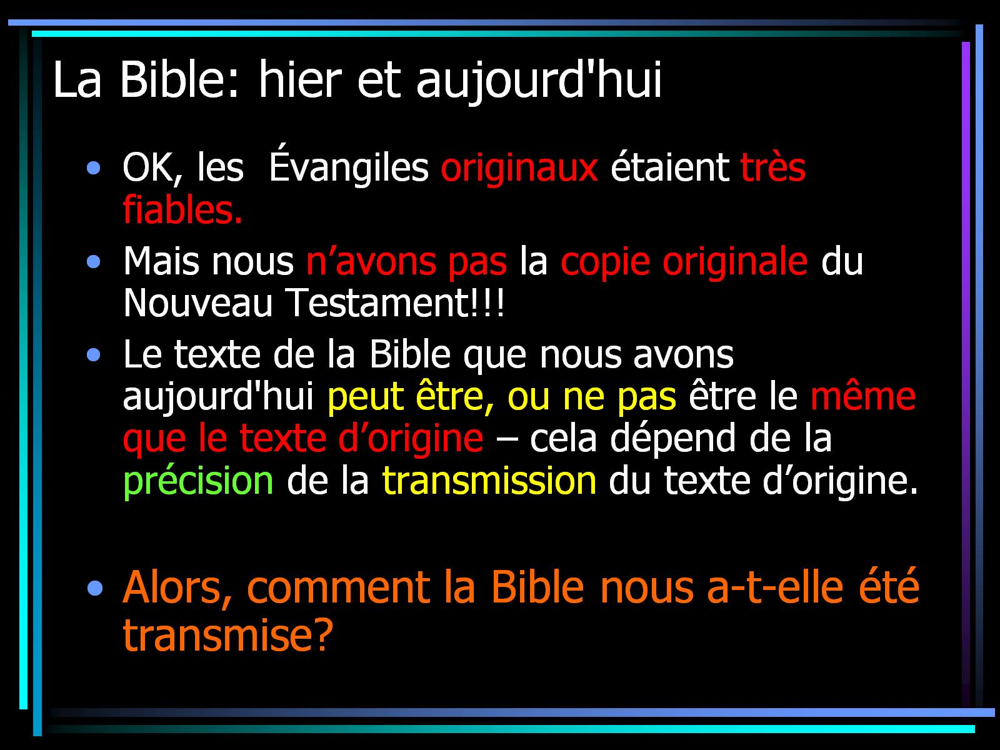 La Bible: hier et aujourd'hui
• OK, les  Évangiles originaux étaient très
fiables.
• Mais nous n’avons pas la copie originale du
Nouveau Testament!!!
• Le texte de la Bible que nous avons
aujourd'hui peut être, ou ne pas être le même
que le texte d’origine – cela dépend de la
précision de la transmission du texte d’origine.
• Alors, comment la Bible nous a-t-elle été
transmise?